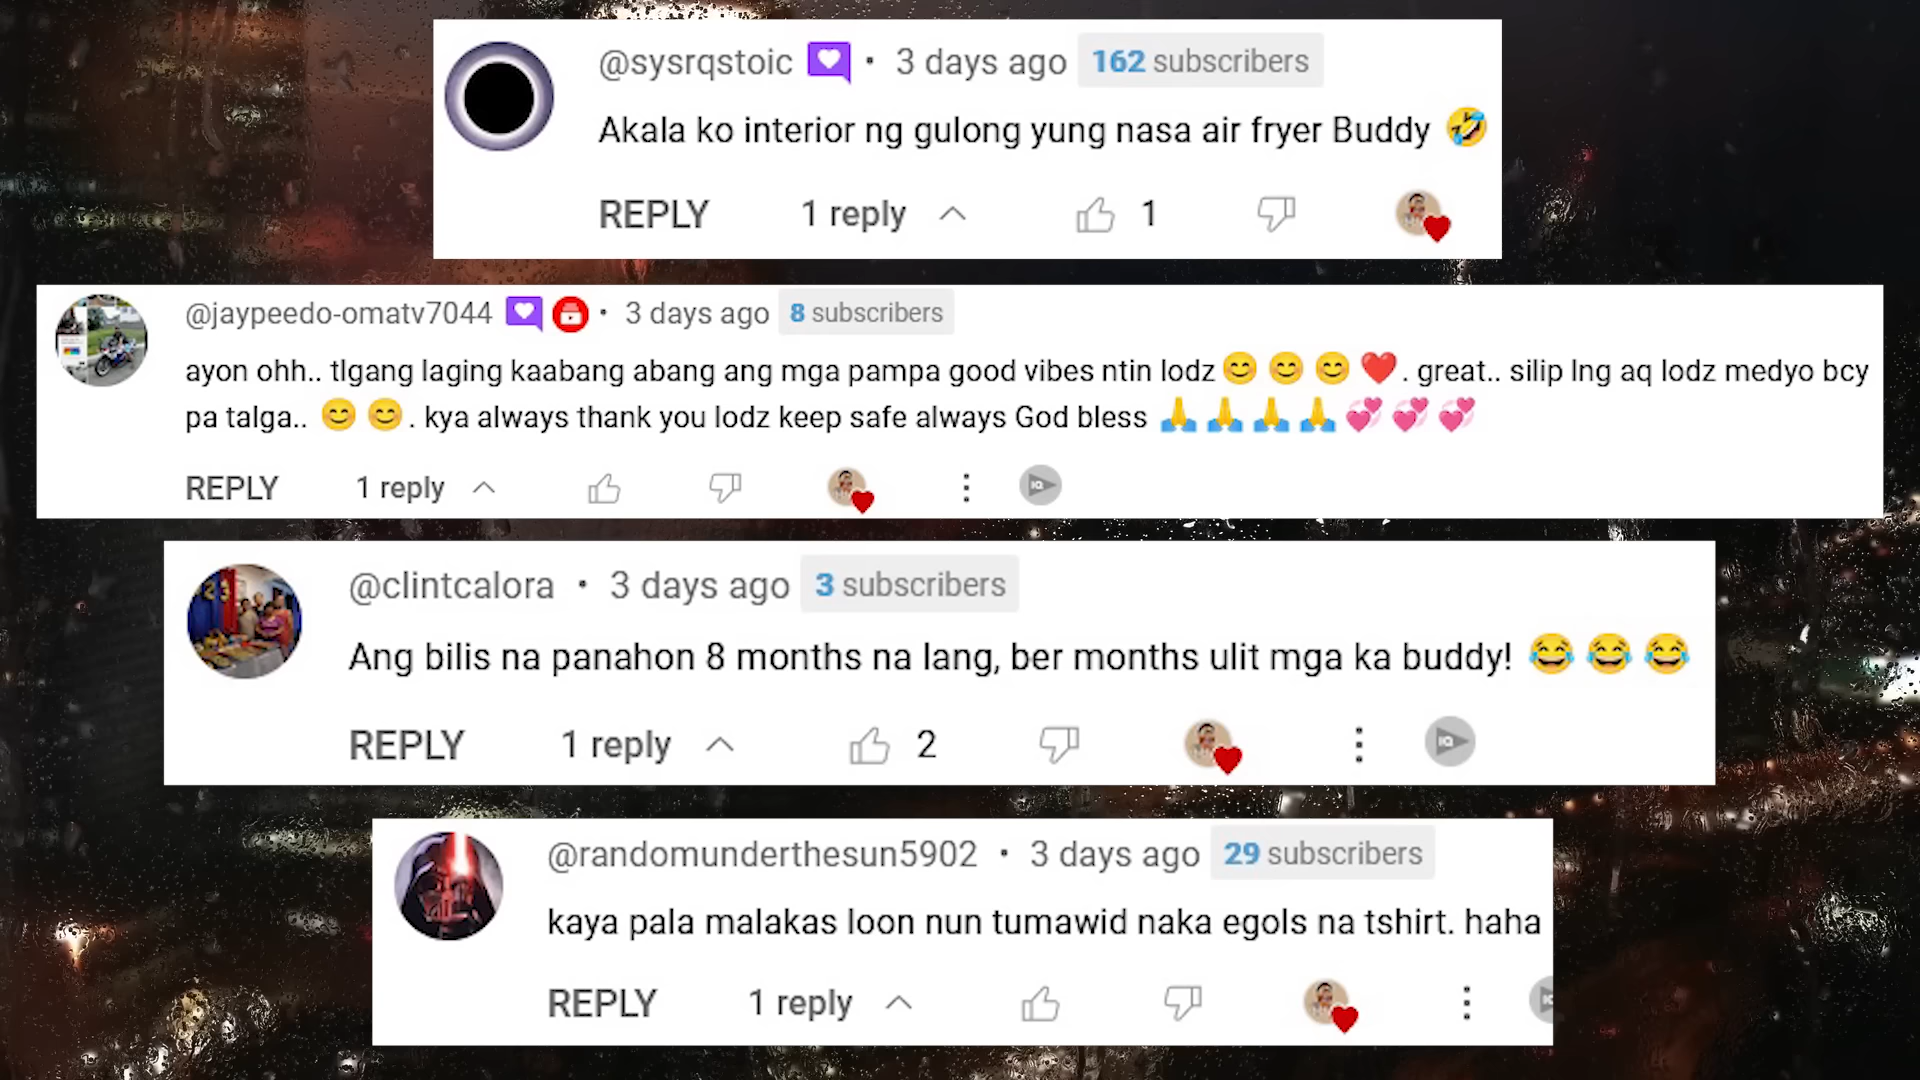 @sysrqstoic · 3 days ago 162 subscribers
Akala ko interior ng gulong yung nasa air fryer Buddy 🤣
REPLY 1 reply 1
@jaypeedo-omatv7044 · 3 days ago 8 subscribers
ayon ohh.. tlgang laging kaabang abang ang mga pampa good vibes ntin lodz 😊 😊 😊 ❤️ . great.. silip lng aq lodz medyo bcy
pa talga.. 😊 😊 . kya always thank you lodz keep safe always God bless 🙏 🙏 🙏 🙏 💞 💞 💞
REPLY 1 reply IQ
@clintcalora · 3 days ago 3 subscribers
Ang bilis na panahon 8 months na lang, ber months ulit mga ka buddy! 😂 😂 😂
REPLY 1 reply 2 IQ
@randomunderthesun5902 · 3 days ago 29 subscribers
kaya pala malakas loon nun tumawid naka egols na tshirt. haha
REPLY 1 reply